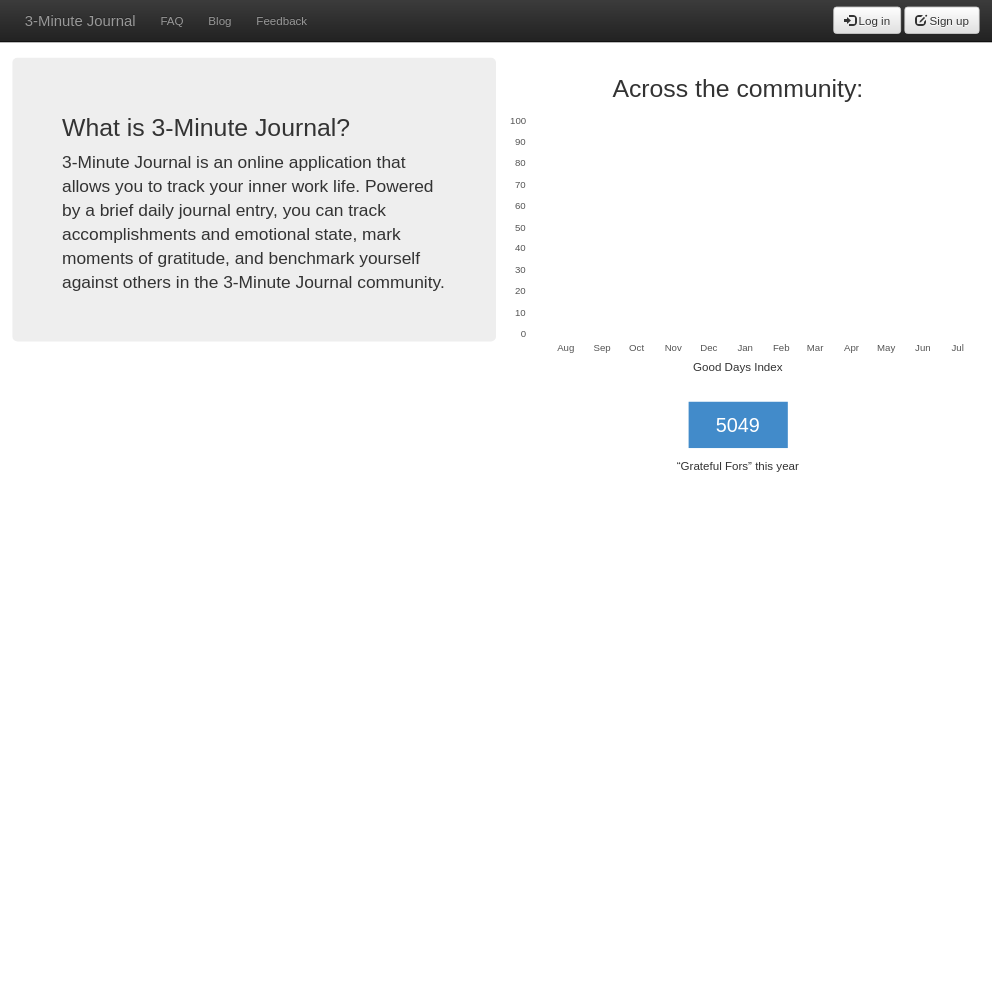 3-Minute Journal FAQ Blog Feedback Log in Sign up
What is 3-Minute Journal?
3-Minute Journal is an online application that
allows you to track your inner work life. Powered
by a brief daily journal entry, you can track
accomplishments and emotional state, mark
moments of gratitude, and benchmark yourself
against others in the 3-Minute Journal community.
Across the community:
100
90
80
70
60
50
40
30
20
10
0
Aug Sep Oct Nov Dec Jan Feb Mar Apr May Jun Jul
Good Days Index
5049
“Grateful Fors” this year